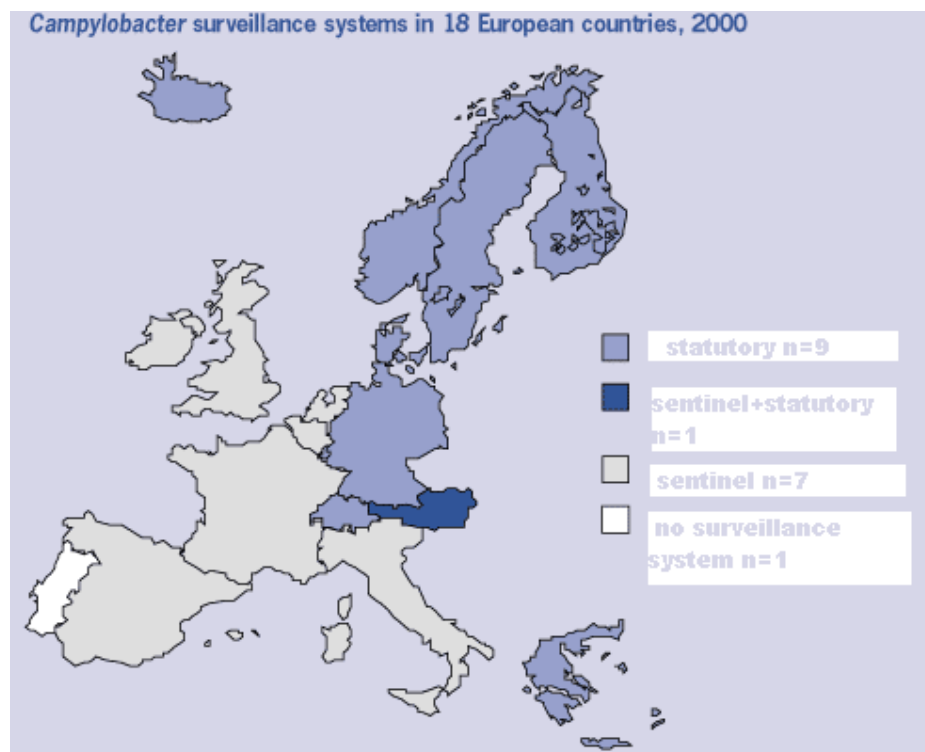 Campylobacter surveillance systems in 18 European countries, 2000
statutory n=9
sentinel+statutory
n=1
sentinel n=7
no surveillance
system n=1